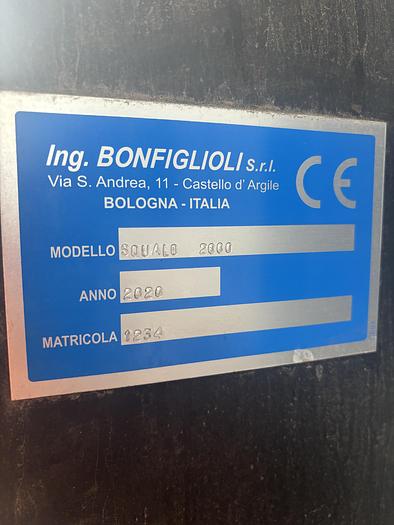 Ing. BONFIGLIOLI S.r.l.
Via S. Andrea, 11 - Castello d' Argile
BOLOGNA - ITALIA
CE
MODELLO SQUALO 2000
ANNO 2020
MATRICOLA 1234